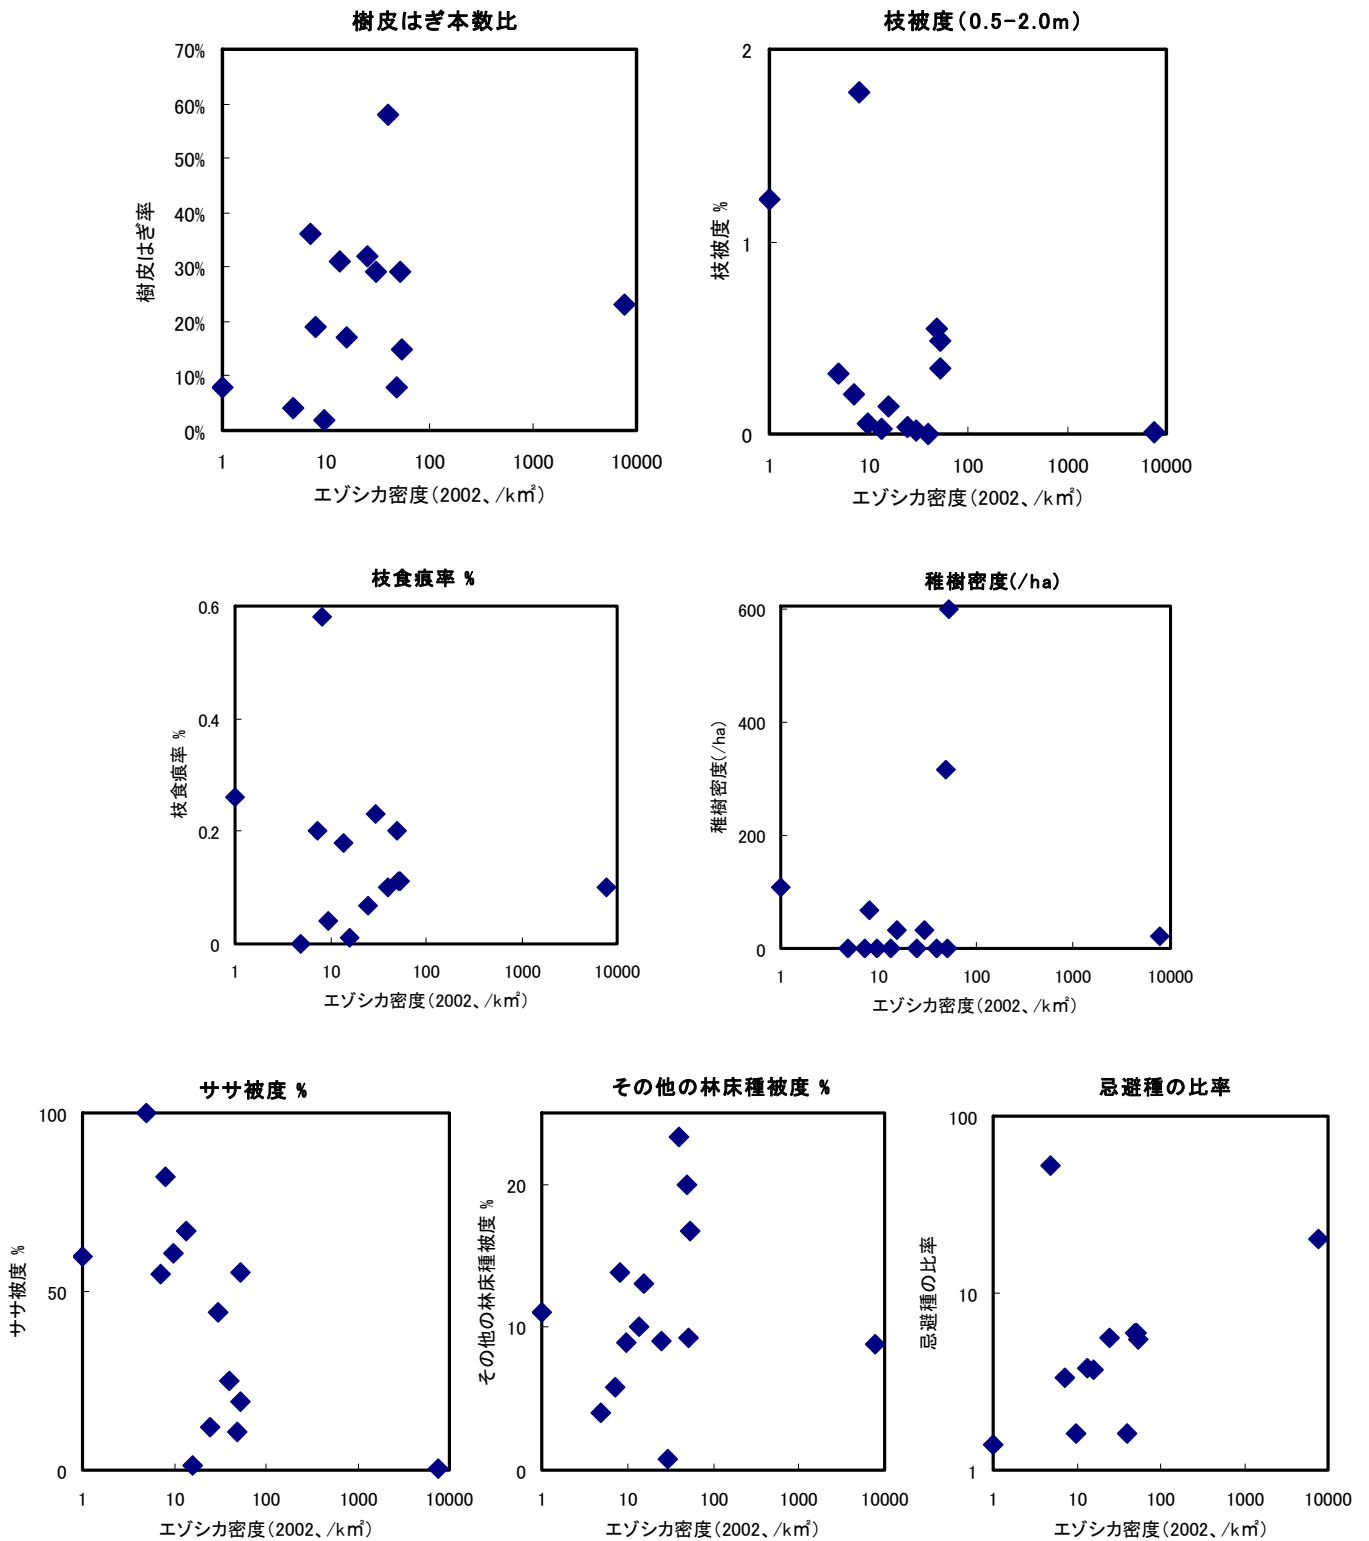 樹皮はぎ本数比
70%
60%
50%
40%
30%
20%
10%
0%
樹皮はぎ率
1 10 100 1000 10000
エゾシカ密度(2002、/k㎡)
枝被度(0.5-2.0m)
2
1
0
枝被度 %
1 10 100 1000 10000
エゾシカ密度(2002、/k㎡)
枝食痕率 %
0.6
0.4
0.2
0
枝食痕率 %
1 10 100 1000 10000
エゾシカ密度(2002、/k㎡)
稚樹密度(/ha)
600
400
200
0
稚樹密度(/ha)
1 10 100 1000 10000
エゾシカ密度(2002、/k㎡)
ササ被度 %
100
50
0
ササ被度 %
1 10 100 1000 10000
エゾシカ密度(2002、/k㎡)
その他の林床種被度 %
20
10
0
その他の林床種被度 %
1 10 100 1000 10000
エゾシカ密度(2002、/k㎡)
忌避種の比率
100
10
1
忌避種の比率
1 10 100 1000 10000
エゾシカ密度(2002、/k㎡)